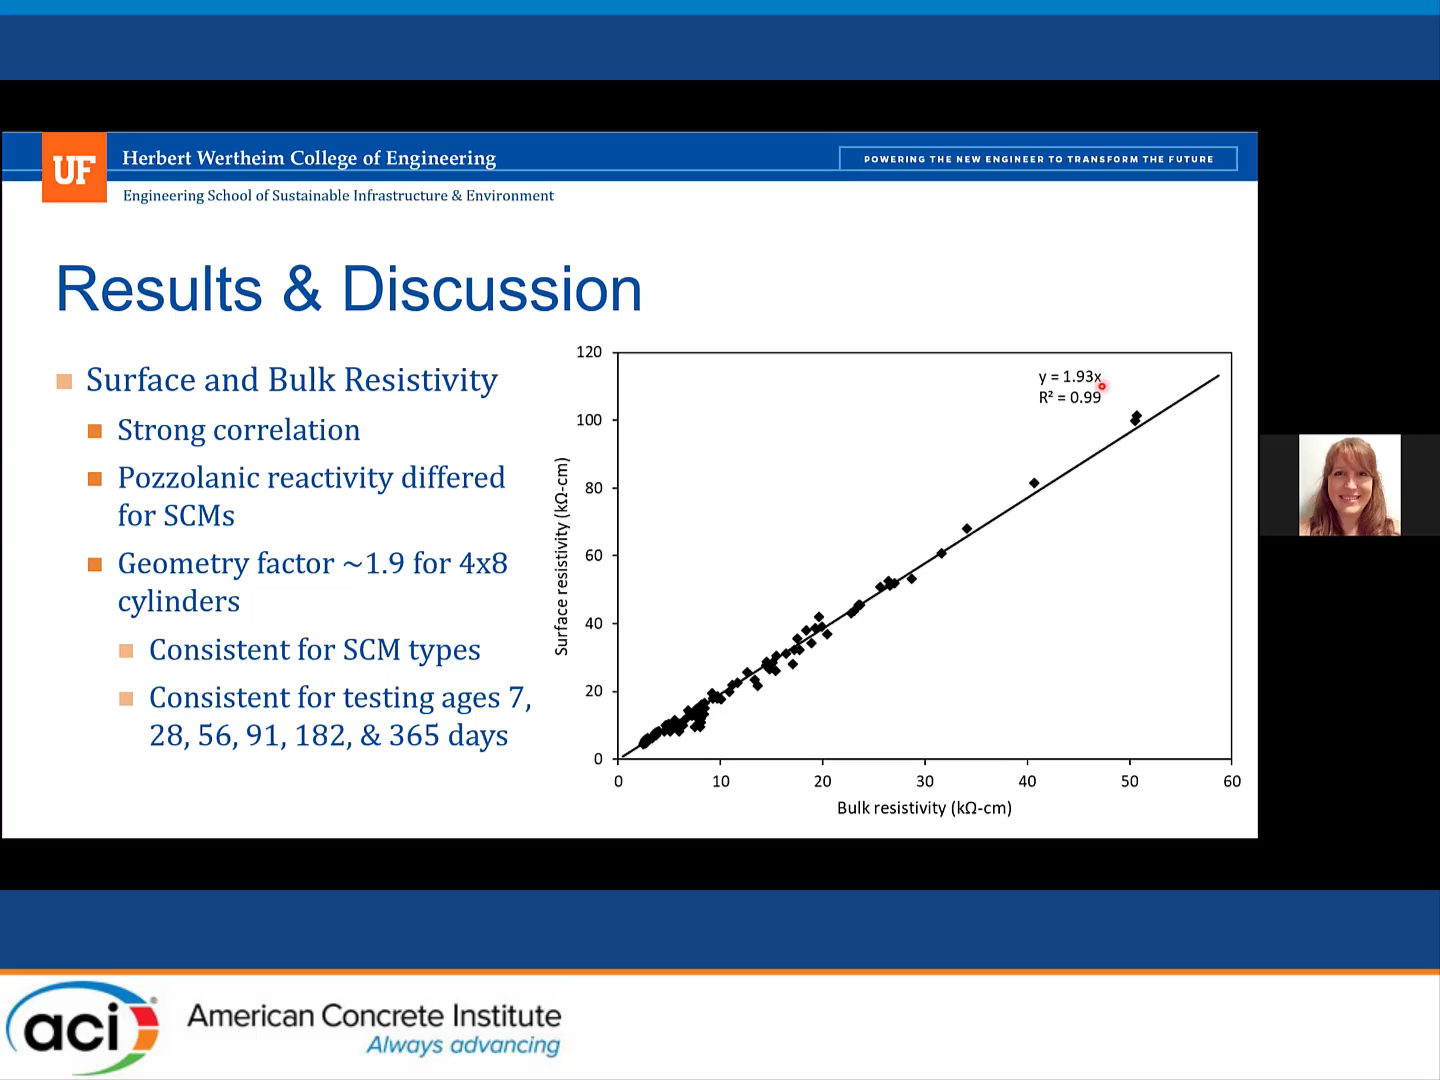 UF
Herbert Wertheim College of Engineering
POWERING THE NEW ENGINEER TO TRANSFORM THE FUTURE
Engineering School of Sustainable Infrastructure & Environment
Results & Discussion
Surface and Bulk Resistivity
Strong correlation
Pozzolanic reactivity differed
for SCMs
Geometry factor ~1.9 for 4x8
cylinders
Consistent for SCM types
Consistent for testing ages 7,
28, 56, 91, 182, & 365 days
120
100
80
60
40
20
0
Surface resistivity (kΩ-cm)
y = 1.93x
R² = 0.99
0 10 20 30 40 50 60
Bulk resistivity (kΩ-cm)
aci
American Concrete Institute
Always advancing